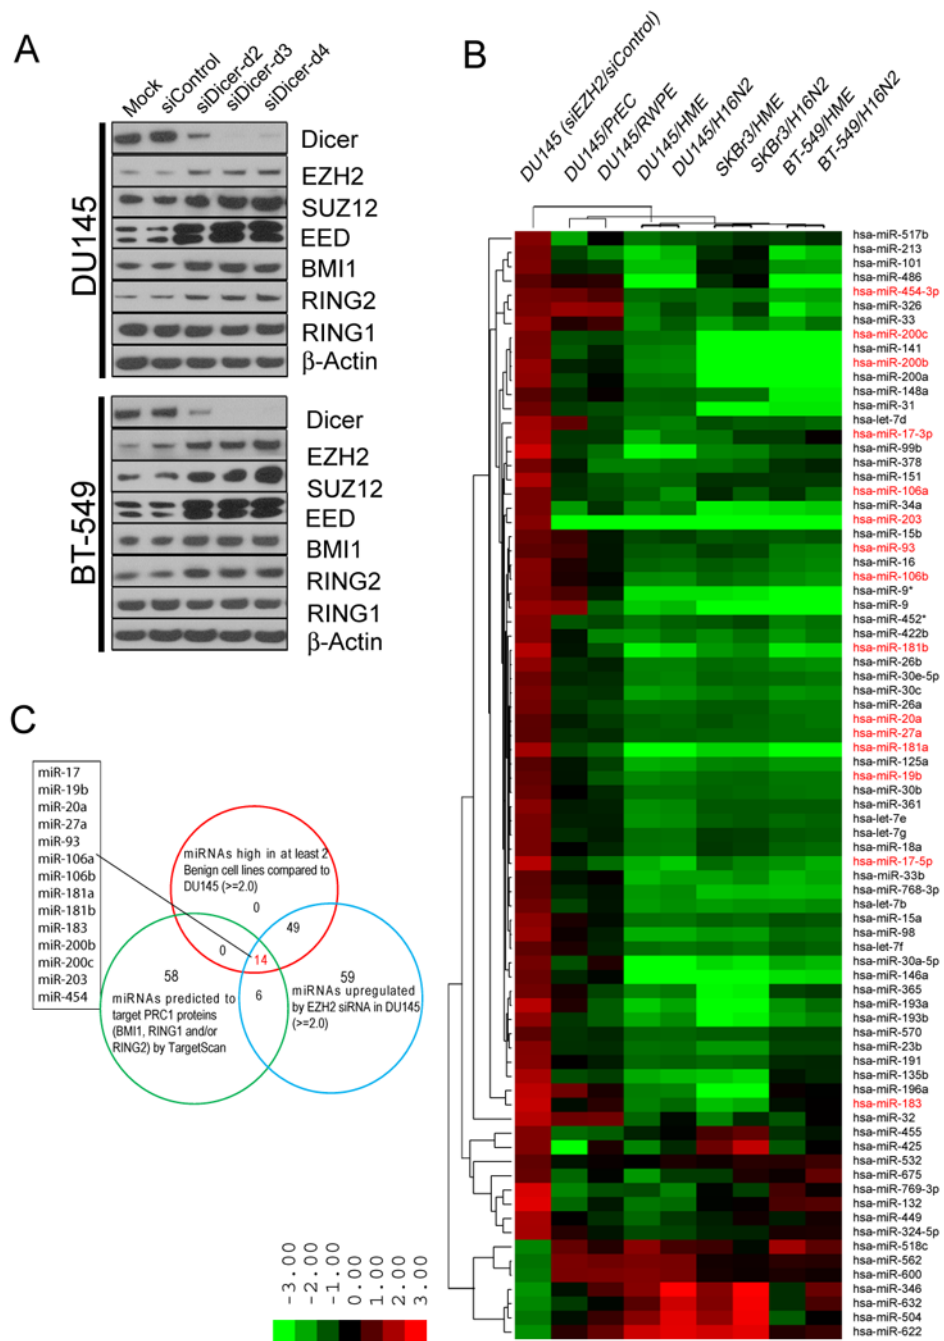 A
Mock
siControl
siDicer-d2
siDicer-d3
siDicer-d4
DU145
Dicer
EZH2
SUZ12
EED
BMI1
RING2
RING1
β-Actin
BT-549
Dicer
EZH2
SUZ12
EED
BMI1
RING2
RING1
β-Actin
B
DU145 (siEZH2/siControl)
DU145/PrEC
DU145/RWPE
DU145/HME
DU145/H16N2
SKBr3/HME
SKBr3/H16N2
BT-549/HME
BT-549/H16N2
hsa-miR-517b
hsa-miR-213
hsa-miR-101
hsa-miR-486
hsa-miR-454-3p
hsa-miR-326
hsa-miR-33
hsa-miR-200c
hsa-miR-141
hsa-miR-200b
hsa-miR-200a
hsa-miR-148a
hsa-miR-31
hsa-let-7d
hsa-miR-17-3p
hsa-miR-99b
hsa-miR-378
hsa-miR-151
hsa-miR-106a
hsa-miR-34a
hsa-miR-203
hsa-miR-15b
hsa-miR-93
hsa-miR-16
hsa-miR-106b
hsa-miR-9*
hsa-miR-9
hsa-miR-452*
hsa-miR-422b
hsa-miR-181b
hsa-miR-26b
hsa-miR-30e-5p
hsa-miR-30c
hsa-miR-26a
hsa-miR-20a
hsa-miR-27a
hsa-miR-181a
hsa-miR-125a
hsa-miR-19b
hsa-miR-30b
hsa-miR-361
hsa-let-7e
hsa-let-7g
hsa-miR-18a
hsa-miR-17-5p
hsa-miR-33b
hsa-miR-768-3p
hsa-let-7b
hsa-miR-15a
hsa-miR-98
hsa-let-7f
hsa-miR-30a-5p
hsa-miR-146a
hsa-miR-365
hsa-miR-193a
hsa-miR-193b
hsa-miR-570
hsa-miR-23b
hsa-miR-191
hsa-miR-135b
hsa-miR-196a
hsa-miR-183
hsa-miR-32
hsa-miR-455
hsa-miR-425
hsa-miR-532
hsa-miR-675
hsa-miR-769-3p
hsa-miR-132
hsa-miR-449
hsa-miR-324-5p
hsa-miR-518c
hsa-miR-562
hsa-miR-600
hsa-miR-346
hsa-miR-632
hsa-miR-504
hsa-miR-622
C
miR-17
miR-19b
miR-20a
miR-27a
miR-93
miR-106a
miR-106b
miR-181a
miR-181b
miR-183
miR-200b
miR-200c
miR-203
miR-454
miRNAs high in at least 2
Benign cell lines compared to
DU145 (>=2.0)
0
49
0
14
6
58
miRNAs predicted to
target PRC1 proteins
(BMI1, RING1 and/or
RING2) by TargetScan
59
miRNAs upregulated
by EZH2 siRNA in DU145
(>=2.0)
-3.00
-2.00
-1.00
0.00
1.00
2.00
3.00